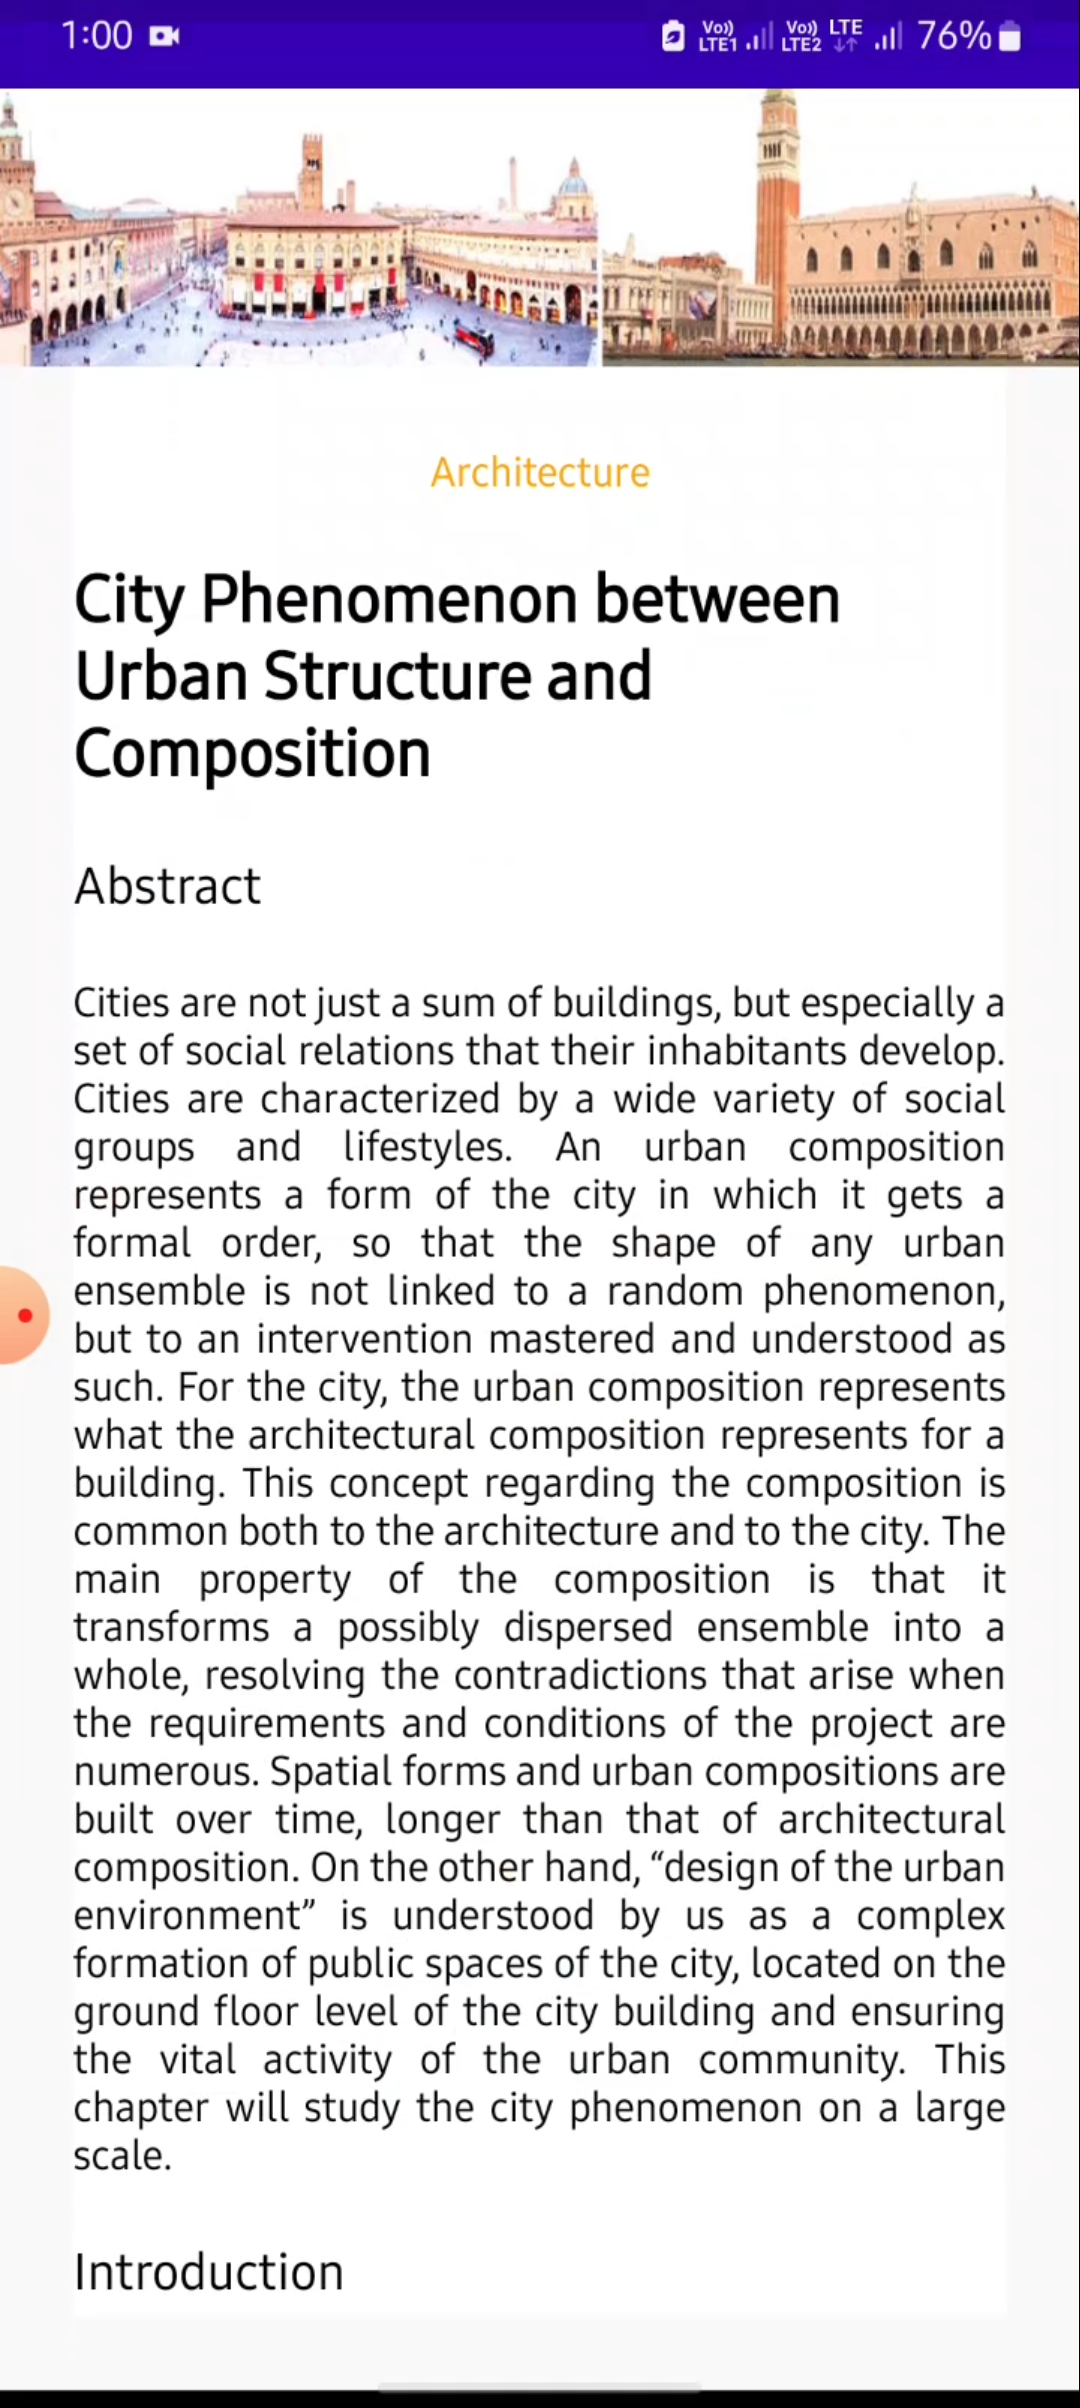 1:00
Vo)) LTE1 Vo)) LTE2 LTE 76%
Architecture
City Phenomenon between
Urban Structure and
Composition
Abstract
Cities are not just a sum of buildings, but especially a
set of social relations that their inhabitants develop.
Cities are characterized by a wide variety of social
groups and lifestyles. An urban composition
represents a form of the city in which it gets a
formal order, so that the shape of any urban
ensemble is not linked to a random phenomenon,
but to an intervention mastered and understood as
such. For the city, the urban composition represents
what the architectural composition represents for a
building. This concept regarding the composition is
common both to the architecture and to the city. The
main property of the composition is that it
transforms a possibly dispersed ensemble into a
whole, resolving the contradictions that arise when
the requirements and conditions of the project are
numerous. Spatial forms and urban compositions are
built over time, longer than that of architectural
composition. On the other hand, “design of the urban
environment” is understood by us as a complex
formation of public spaces of the city, located on the
ground floor level of the city building and ensuring
the vital activity of the urban community. This
chapter will study the city phenomenon on a large
scale.
Introduction